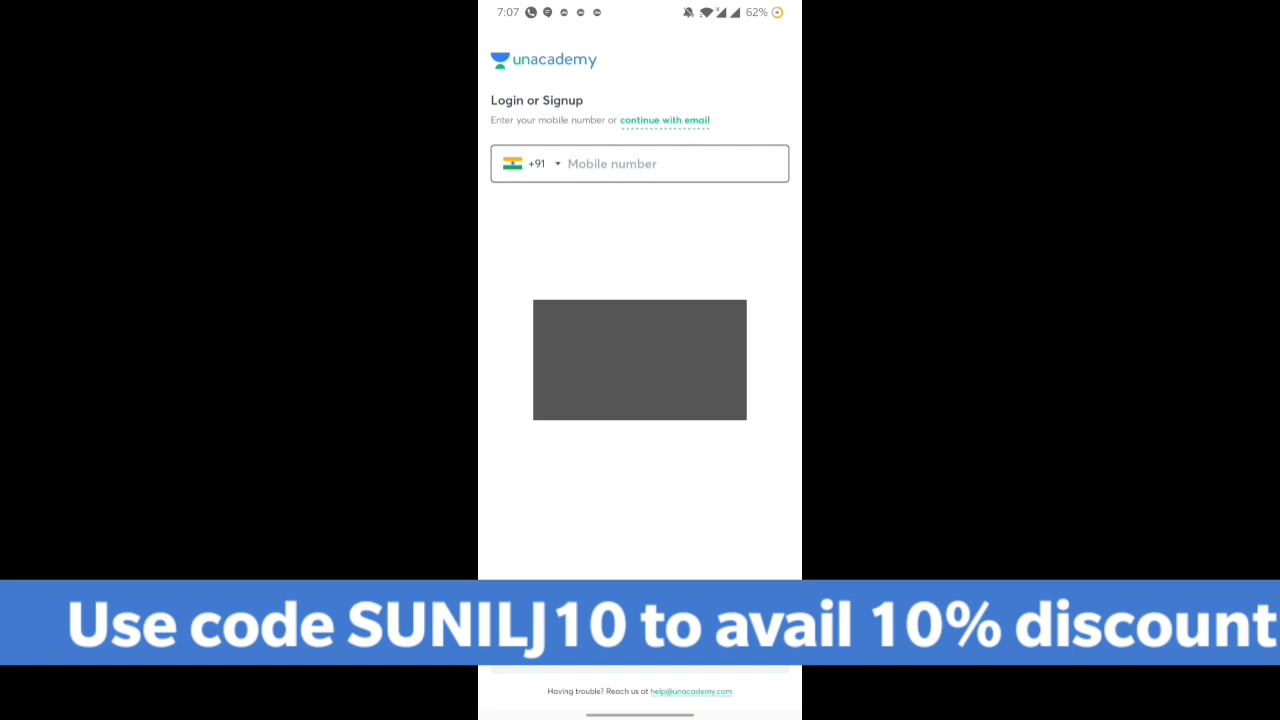 7:07 62%
unacademy
Login or Signup
Enter your mobile number or continue with email
+91 Mobile number
Use code SUNILJ10 to avail 10% discount
Having trouble? Reach us at help@unacademy.com